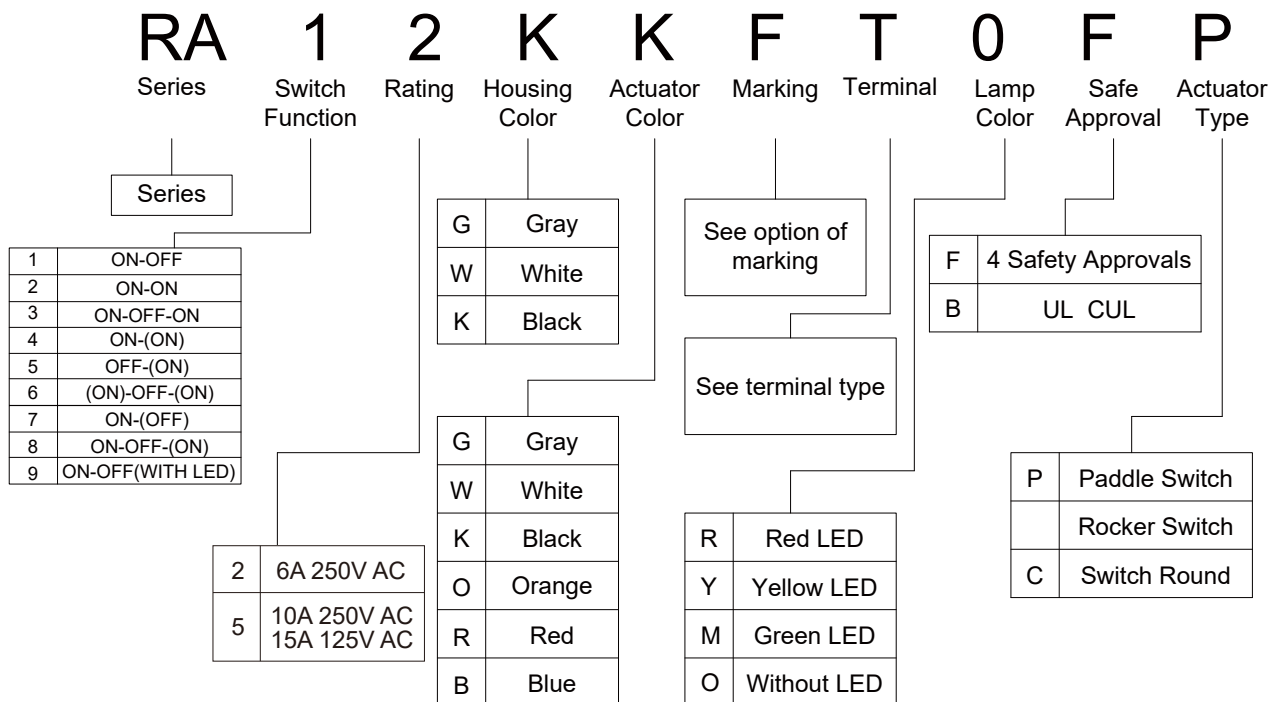 RA 1 2 K K F T 0 F P
Series Switch Function Rating Housing Color Actuator Color Marking Terminal Lamp Color Safe Approval Actuator Type
Series
1 ON-OFF
2 ON-ON
3 ON-OFF-ON
4 ON-(ON)
5 OFF-(ON)
6 (ON)-OFF-(ON)
7 ON-(OFF)
8 ON-OFF-(ON)
9 ON-OFF(WITH LED)
2 6A 250V AC
5 10A 250V AC
15A 125V AC
G Gray
W White
K Black
G Gray
W White
K Black
O Orange
R Red
B Blue
See option of
marking
See terminal type
R Red LED
Y Yellow LED
M Green LED
O Without LED
F 4 Safety Approvals
B UL CUL
P Paddle Switch
Rocker Switch
C Switch Round